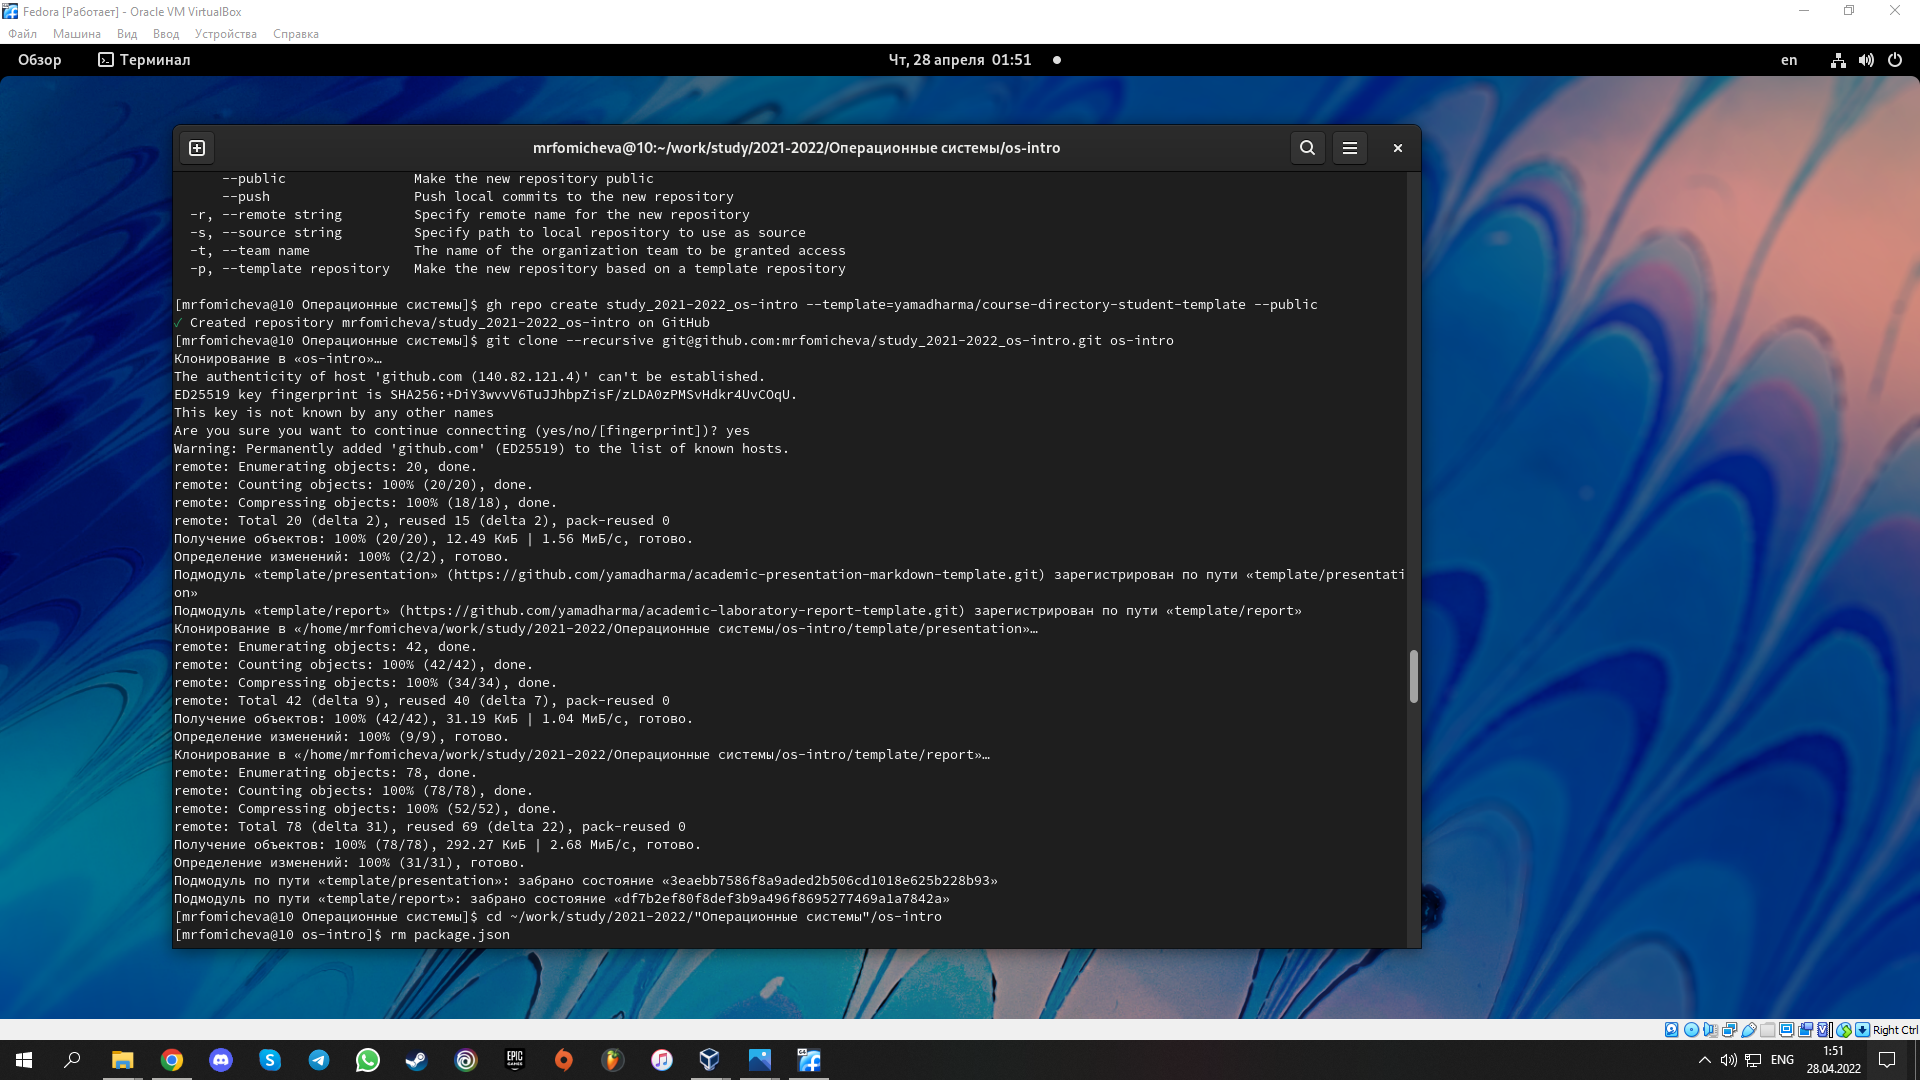 Fedora [Работает] - Oracle VM VirtualBox
Файл Машина Вид Ввод Устройства Справка
Обзор Терминал Чт, 28 апреля 01:51 en
mrfomicheva@10:~/work/study/2021-2022/Операционные системы/os-intro
--public Make the new repository public
--push Push local commits to the new repository
-r, --remote string Specify remote name for the new repository
-s, --source string Specify path to local repository to use as source
-t, --team name The name of the organization team to be granted access
-p, --template repository Make the new repository based on a template repository
[mrfomicheva@10 Операционные системы]$ gh repo create study_2021-2022_os-intro --template=yamadharma/course-directory-student-template --public
✓ Created repository mrfomicheva/study_2021-2022_os-intro on GitHub
[mrfomicheva@10 Операционные системы]$ git clone --recursive git@github.com:mrfomicheva/study_2021-2022_os-intro.git os-intro
Клонирование в «os-intro»…
The authenticity of host 'github.com (140.82.121.4)' can't be established.
ED25519 key fingerprint is SHA256:+DiY3wvvV6TuJJhbpZisF/zLDA0zPMSvHdkr4UvCOqU.
This key is not known by any other names
Are you sure you want to continue connecting (yes/no/[fingerprint])? yes
Warning: Permanently added 'github.com' (ED25519) to the list of known hosts.
remote: Enumerating objects: 20, done.
remote: Counting objects: 100% (20/20), done.
remote: Compressing objects: 100% (18/18), done.
remote: Total 20 (delta 2), reused 15 (delta 2), pack-reused 0
Получение объектов: 100% (20/20), 12.49 КиБ | 1.56 МиБ/с, готово.
Определение изменений: 100% (2/2), готово.
Подмодуль «template/presentation» (https://github.com/yamadharma/academic-presentation-markdown-template.git) зарегистрирован по пути «template/presentati
on»
Подмодуль «template/report» (https://github.com/yamadharma/academic-laboratory-report-template.git) зарегистрирован по пути «template/report»
Клонирование в «/home/mrfomicheva/work/study/2021-2022/Операционные системы/os-intro/template/presentation»…
remote: Enumerating objects: 42, done.
remote: Counting objects: 100% (42/42), done.
remote: Compressing objects: 100% (34/34), done.
remote: Total 42 (delta 9), reused 40 (delta 7), pack-reused 0
Получение объектов: 100% (42/42), 31.19 КиБ | 1.04 МиБ/с, готово.
Определение изменений: 100% (9/9), готово.
Клонирование в «/home/mrfomicheva/work/study/2021-2022/Операционные системы/os-intro/template/report»…
remote: Enumerating objects: 78, done.
remote: Counting objects: 100% (78/78), done.
remote: Compressing objects: 100% (52/52), done.
remote: Total 78 (delta 31), reused 69 (delta 22), pack-reused 0
Получение объектов: 100% (78/78), 292.27 КиБ | 2.68 МиБ/с, готово.
Определение изменений: 100% (31/31), готово.
Подмодуль по пути «template/presentation»: забрано состояние «3eaebb7586f8a9aded2b506cd1018e625b228b93»
Подмодуль по пути «template/report»: забрано состояние «df7b2ef80f8def3b9a496f8695277469a1a7842a»
[mrfomicheva@10 Операционные системы]$ cd ~/work/study/2021-2022/"Операционные системы"/os-intro
[mrfomicheva@10 os-intro]$ rm package.json
Right Ctrl
EPIC GAMES
ENG
1:51
28.04.2022